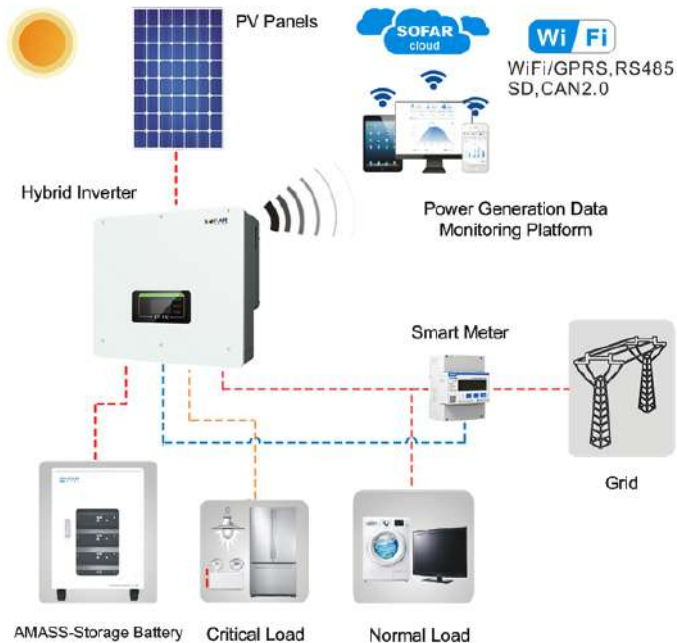 PV Panels
SOFAR
cloud
Wi Fi
WiFi/GPRS,RS485
SD,CAN2.0
Hybrid Inverter
Power Generation Data
Monitoring Platform
SOFAR
Smart Meter
Grid
AMASS-Storage Battery
Critical Load
Normal Load